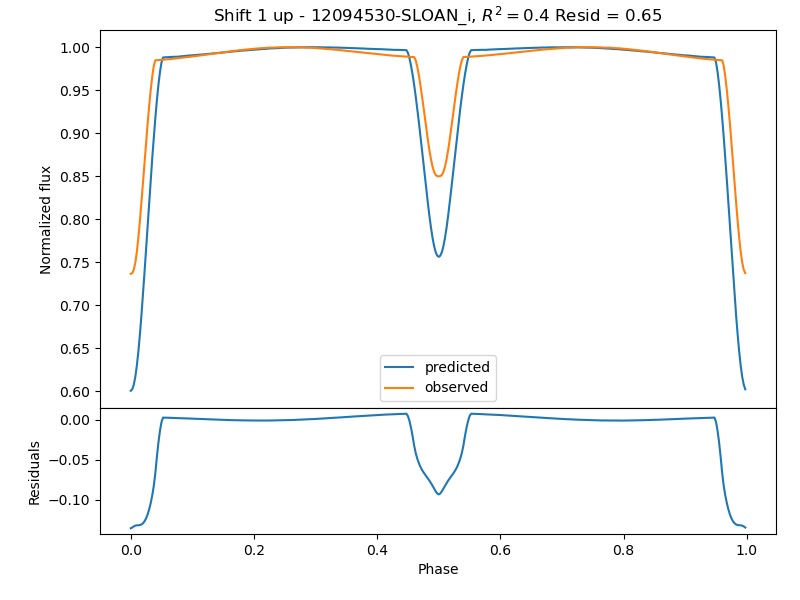 Shift 1 up - 12094530-SLOAN_i, R² = 0.4 Resid = 0.65
1.00
0.95
0.90
0.85
0.80
0.75
0.70
0.65
0.60
Normalized flux
predicted
observed
0.00
−0.05
−0.10
Residuals
0.0 0.2 0.4 0.6 0.8 1.0
Phase